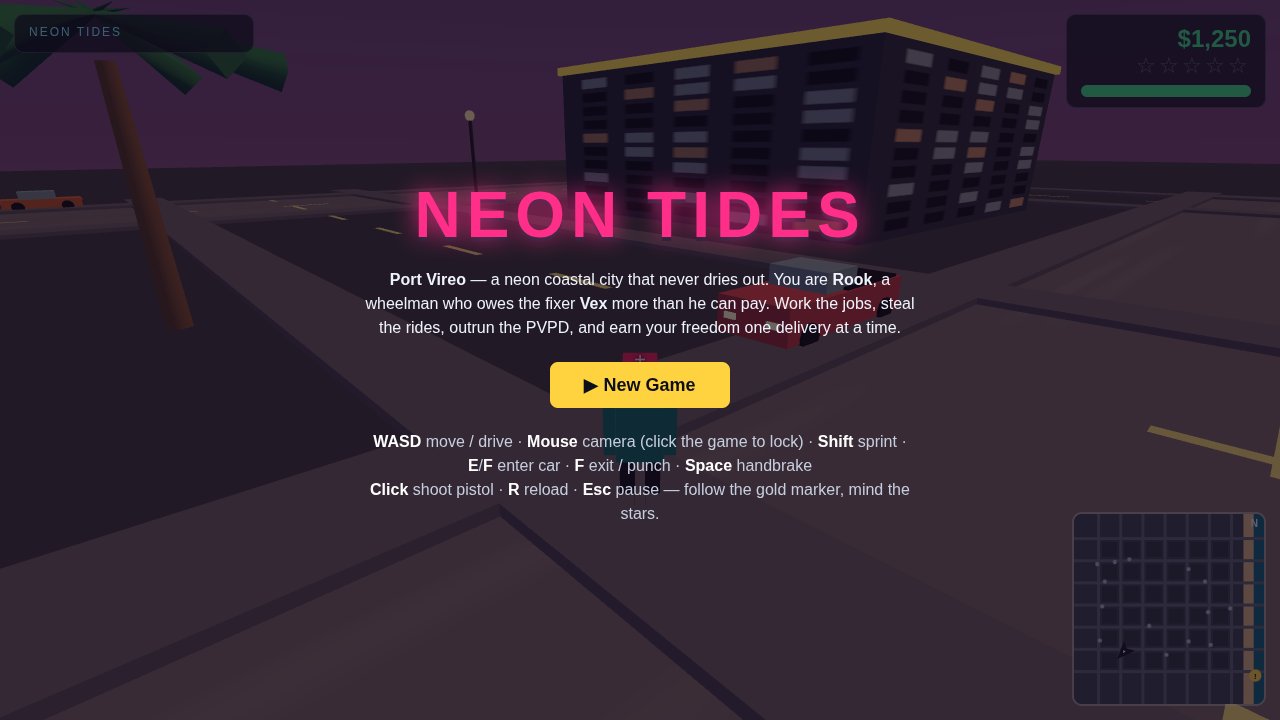 NEON TIDES
$1,250
☆☆☆☆☆
NEON TIDES
Port Vireo — a neon coastal city that never dries out. You are Rook, a
wheelman who owes the fixer Vex more than he can pay. Work the jobs, steal
the rides, outrun the PVPD, and earn your freedom one delivery at a time.
▶ New Game
WASD move / drive · Mouse camera (click the game to lock) · Shift sprint ·
E/F enter car · F exit / punch · Space handbrake
Click shoot pistol · R reload · Esc pause — follow the gold marker, mind the
stars.
N
!